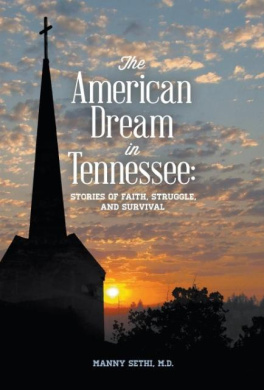 The
American
Dream
in
Tennessee:
STORIES OF FAITH, STRUGGLE,
AND SURVIVAL
MANNY SETHI, M.D.